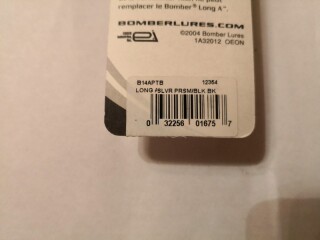 remplacer le Bomber® Long A™.
BOMBERLURES.COM
©2004 Bomber Lures
1A32012 OEON
B14APTB 12364
LONG A SLVR PRSM/BLK BK
0 32256 01675 7